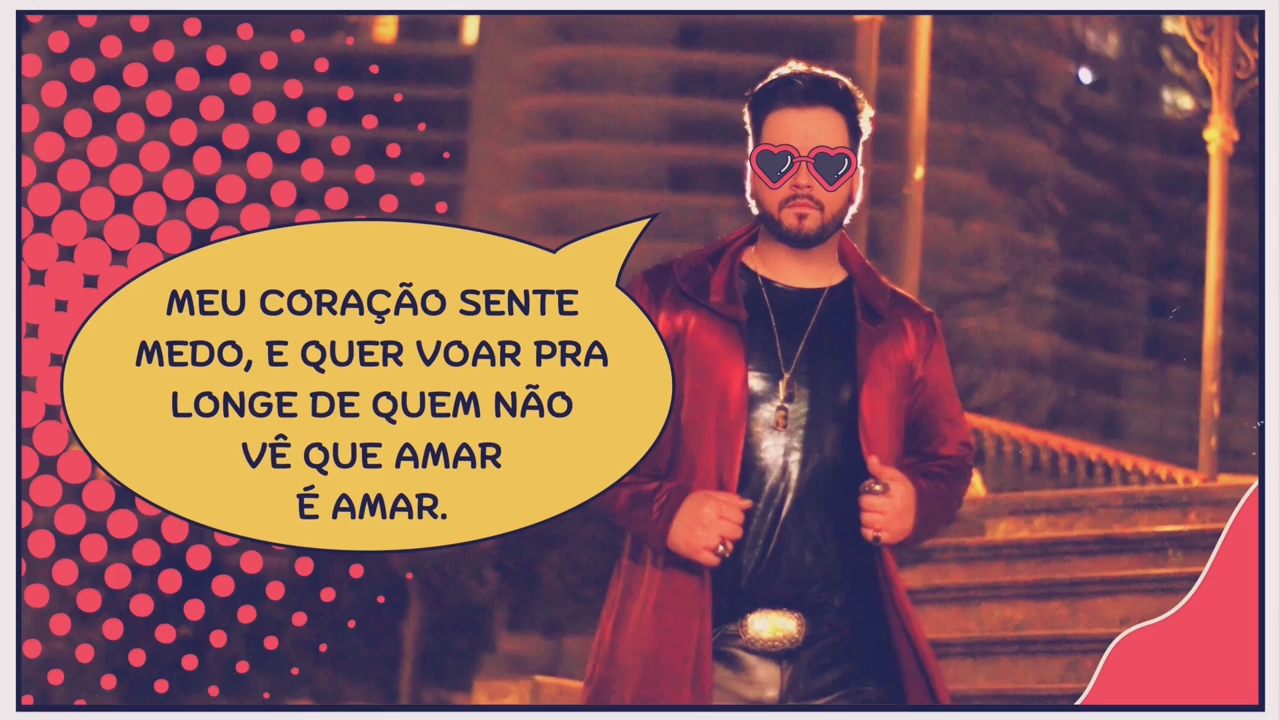 MEU CORAÇÃO SENTE
MEDO, E QUER VOAR PRA
LONGE DE QUEM NÃO
VÊ QUE AMAR
É AMAR.